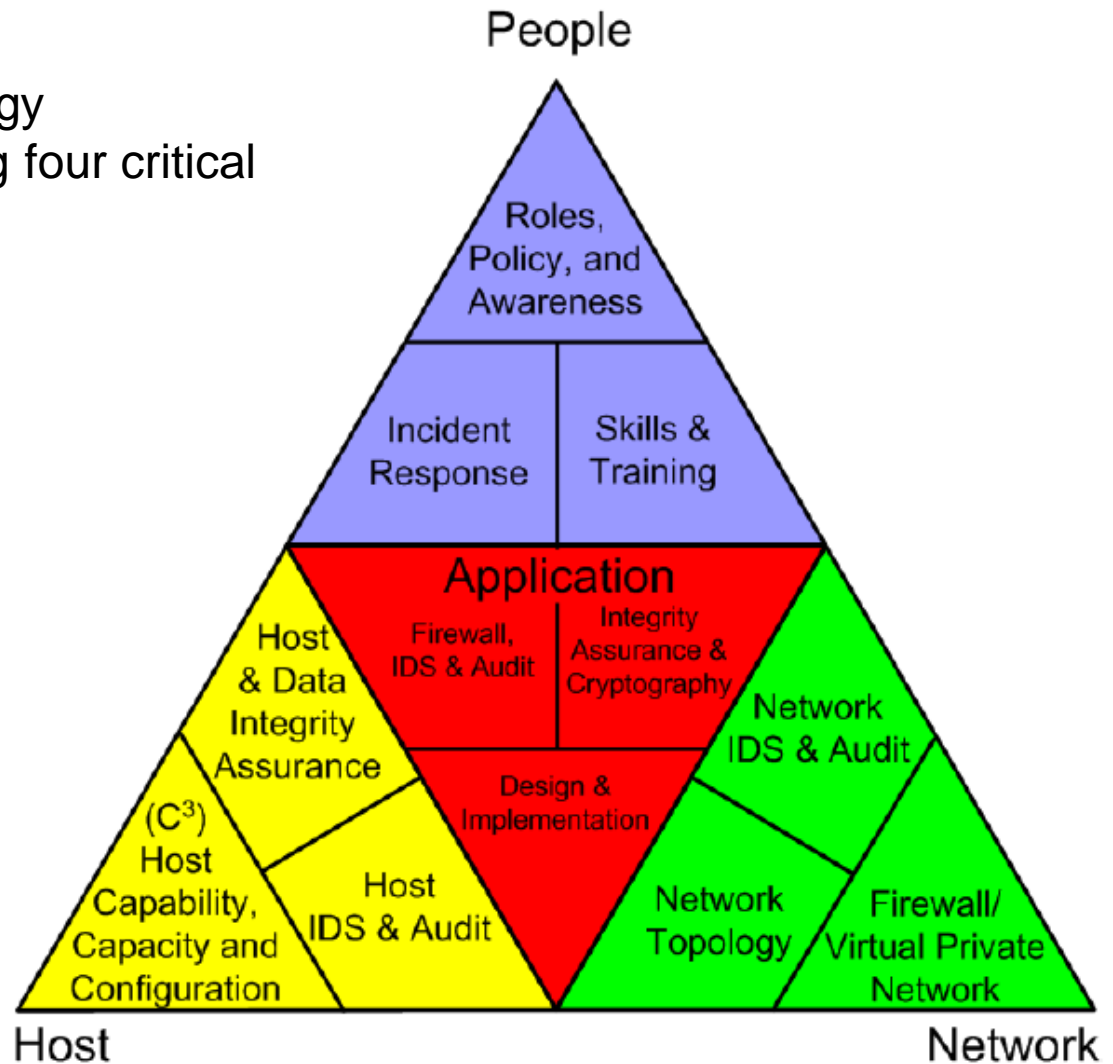 People
gy
g four critical
Roles,
Policy, and
Awareness
Incident
Response
Skills &
Training
Application
Firewall,
IDS & Audit
Integrity
Assurance &
Cryptography
Design &
Implementation
Host
& Data
Integrity
Assurance
(C³)
Host
Capability,
Capacity and
Configuration
Host
IDS & Audit
Network
IDS & Audit
Network
Topology
Firewall/
Virtual Private
Network
Host
Network